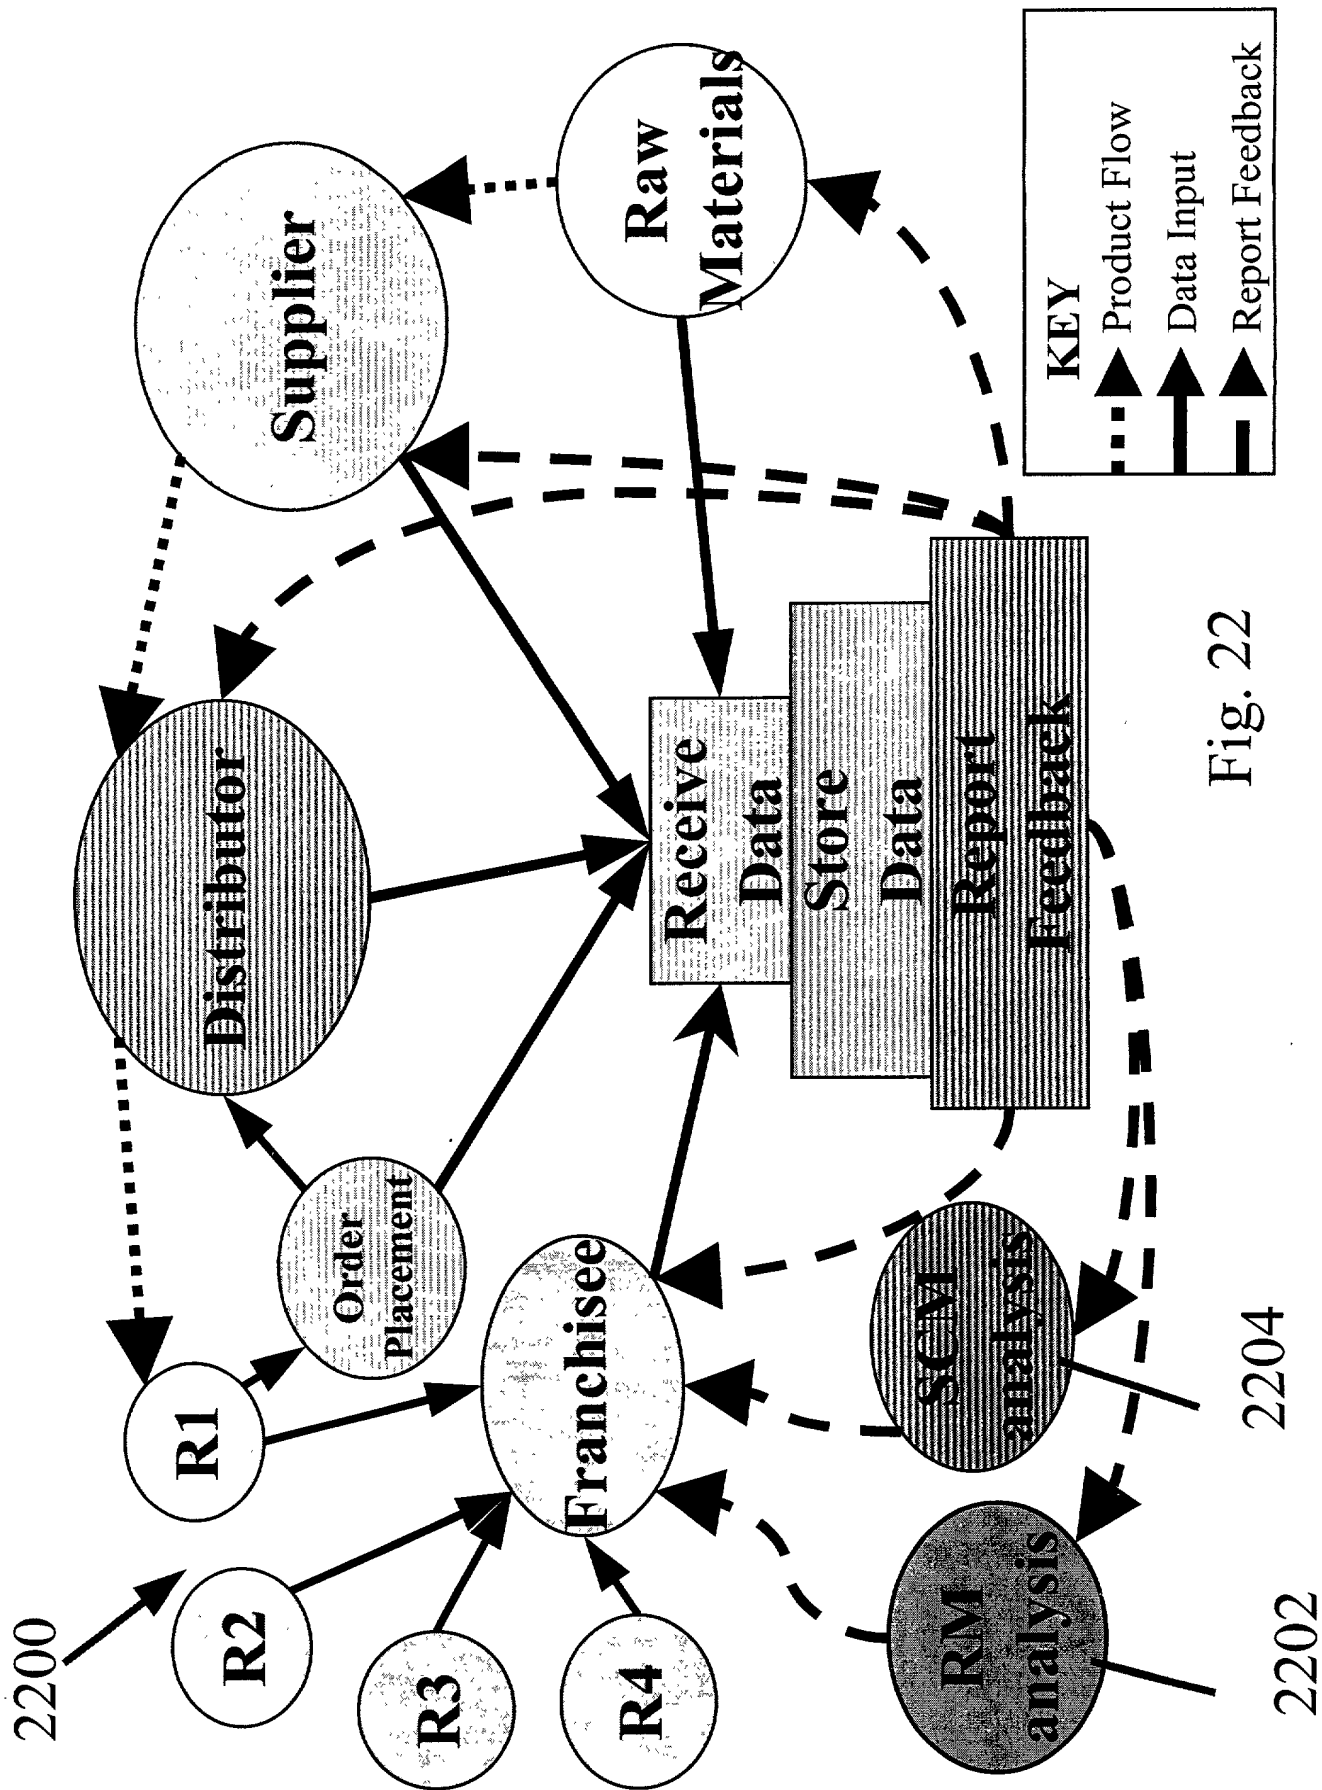 2200
R1
R2
R3
R4
Order
Placement
Distributor
Supplier
Franchisee
Raw
Materials
Receive
Data
Store
Data
Report
Feedback
SCM
analysis
RM
analysis
2204
2202
KEY
Product Flow
Data Input
Report Feedback
Fig. 22